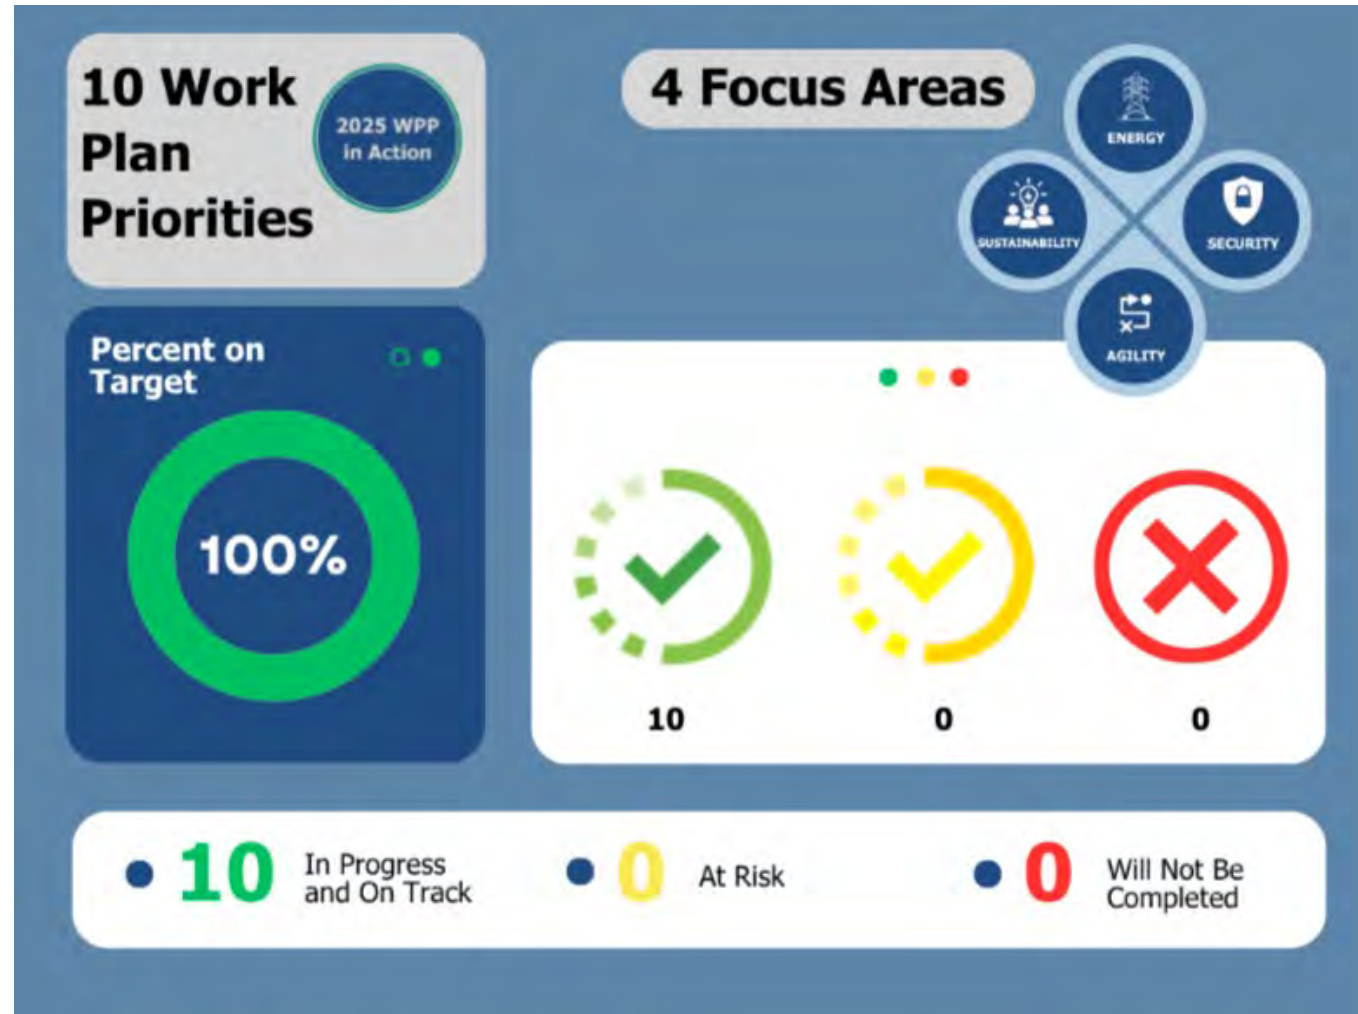 10 Work
Plan
Priorities
2025 WPP
in Action
4 Focus Areas
ENERGY
SUSTAINABILITY
SECURITY
AGILITY
Percent on
Target
100%
10
0
0
10
In Progress
and On Track
0
At Risk
0
Will Not Be
Completed